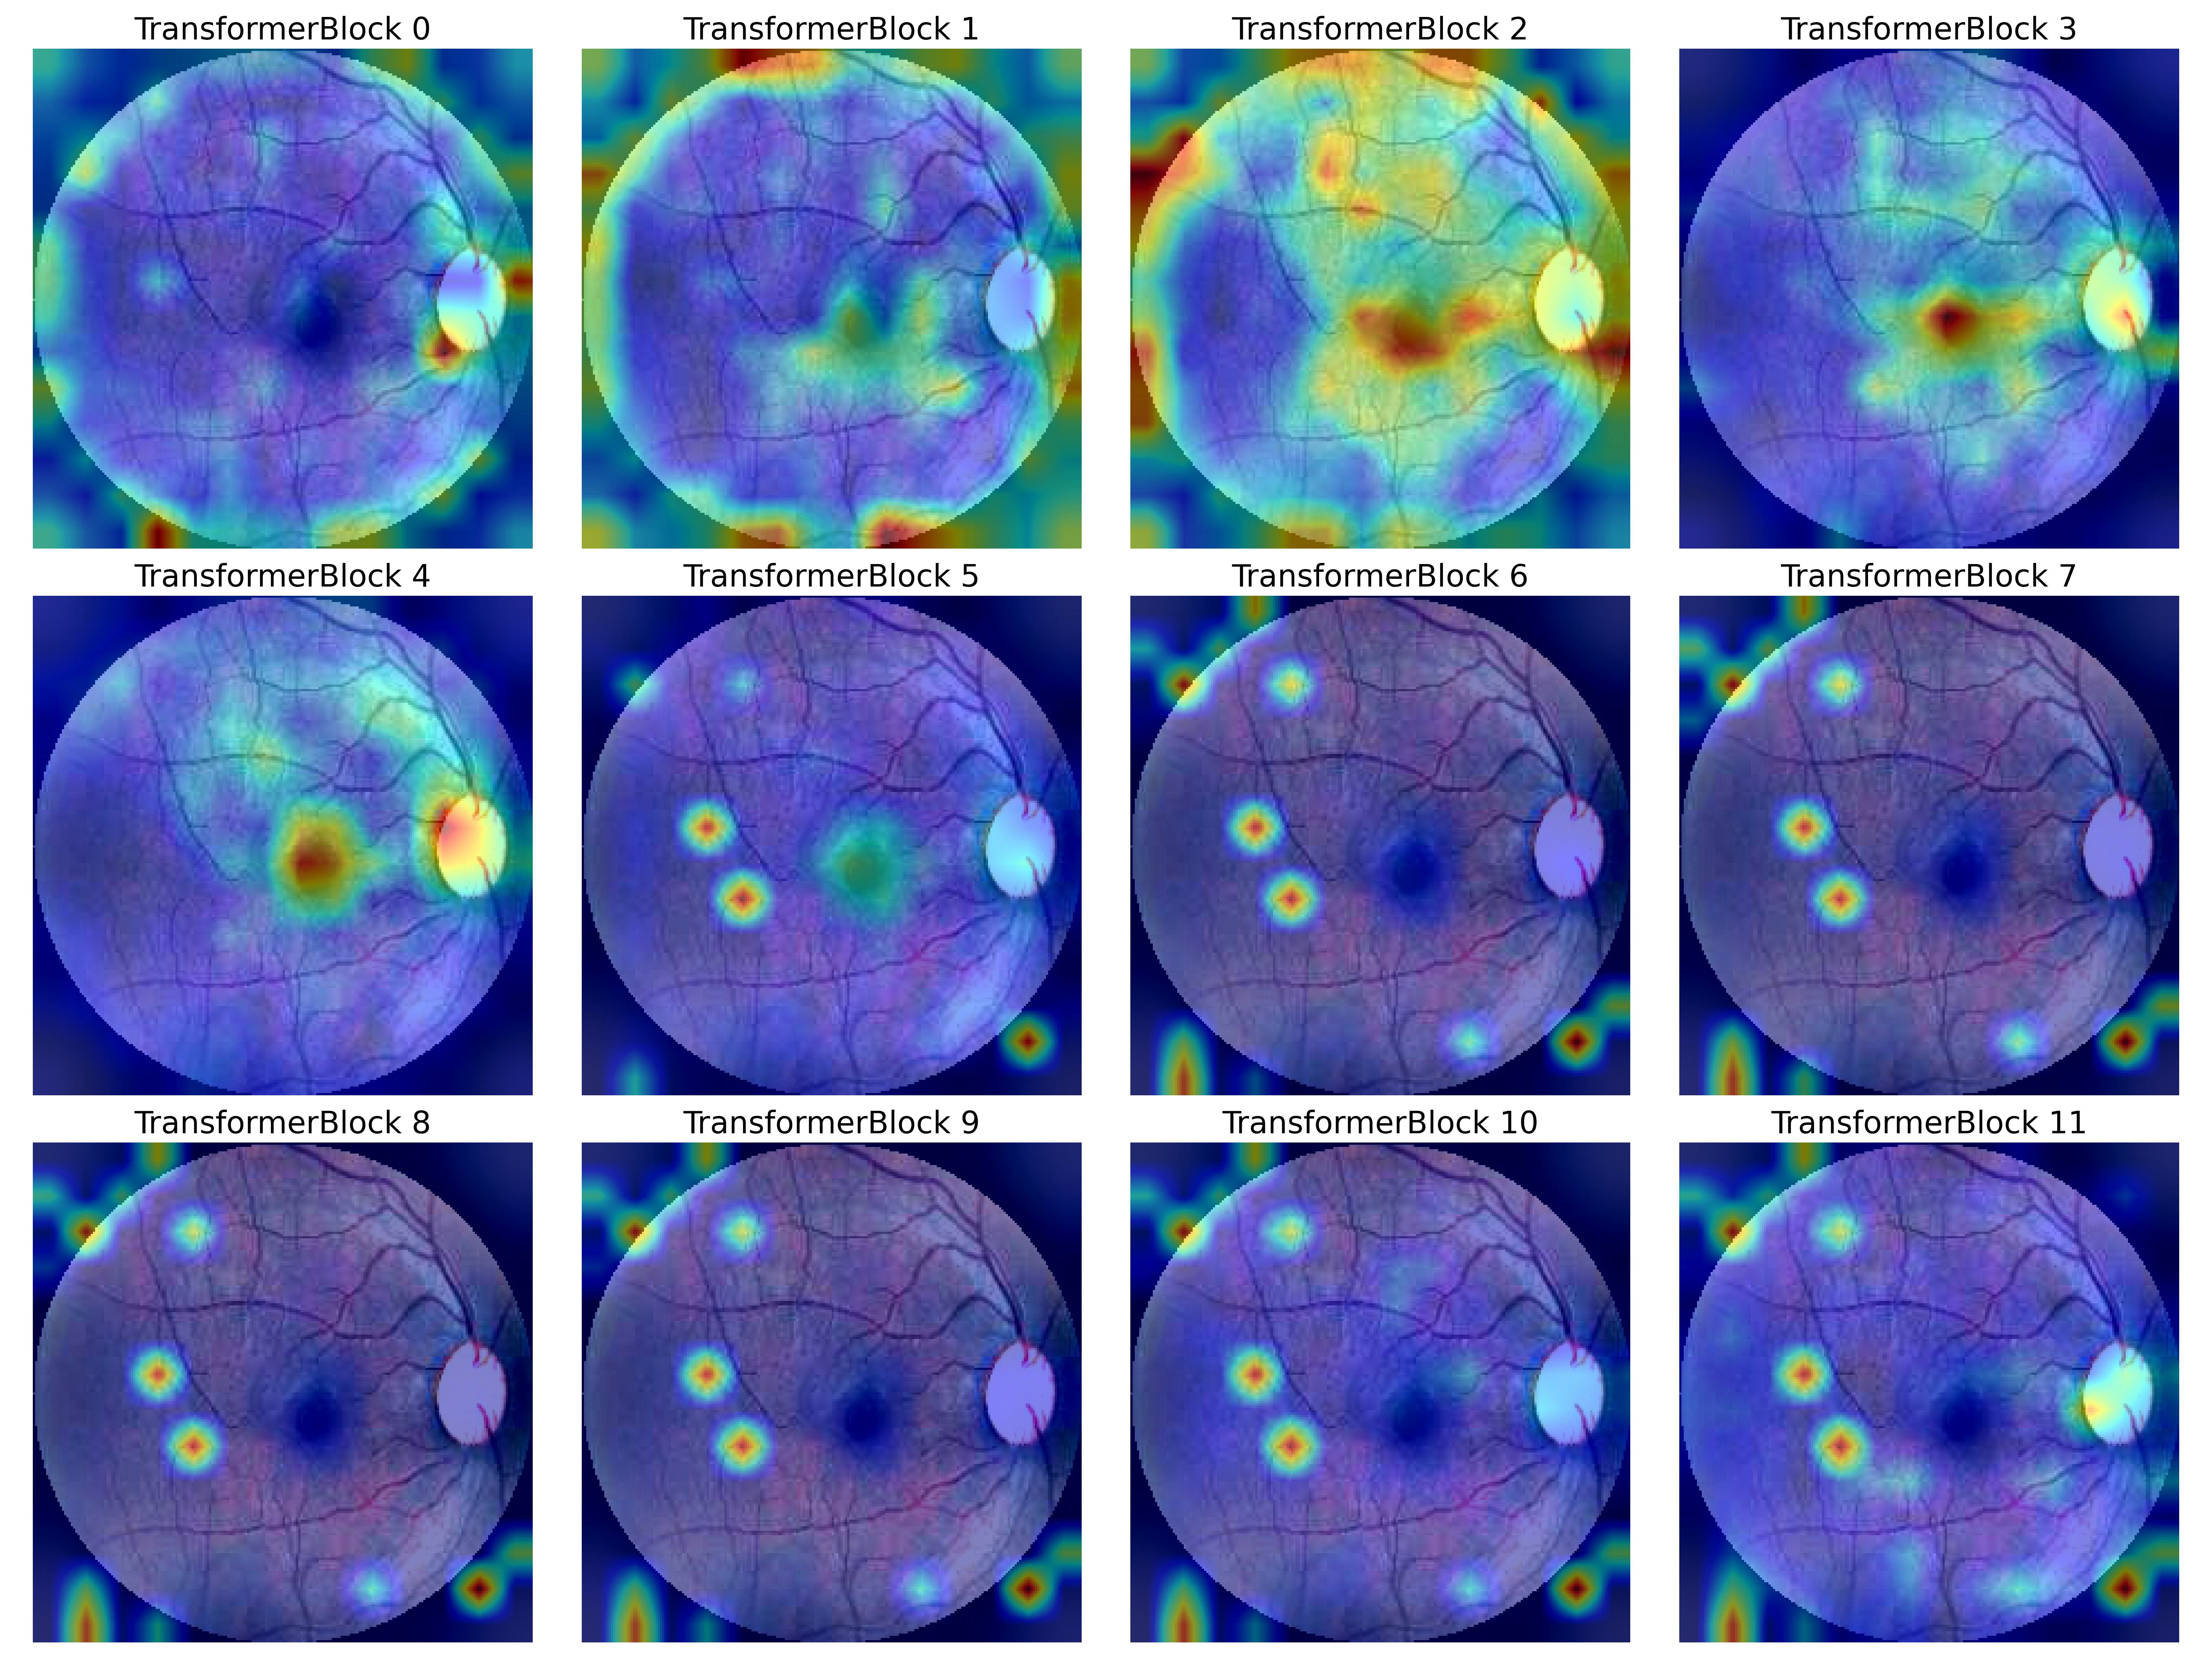 TransformerBlock 0
TransformerBlock 1
TransformerBlock 2
TransformerBlock 3
TransformerBlock 4
TransformerBlock 5
TransformerBlock 6
TransformerBlock 7
TransformerBlock 8
TransformerBlock 9
TransformerBlock 10
TransformerBlock 11